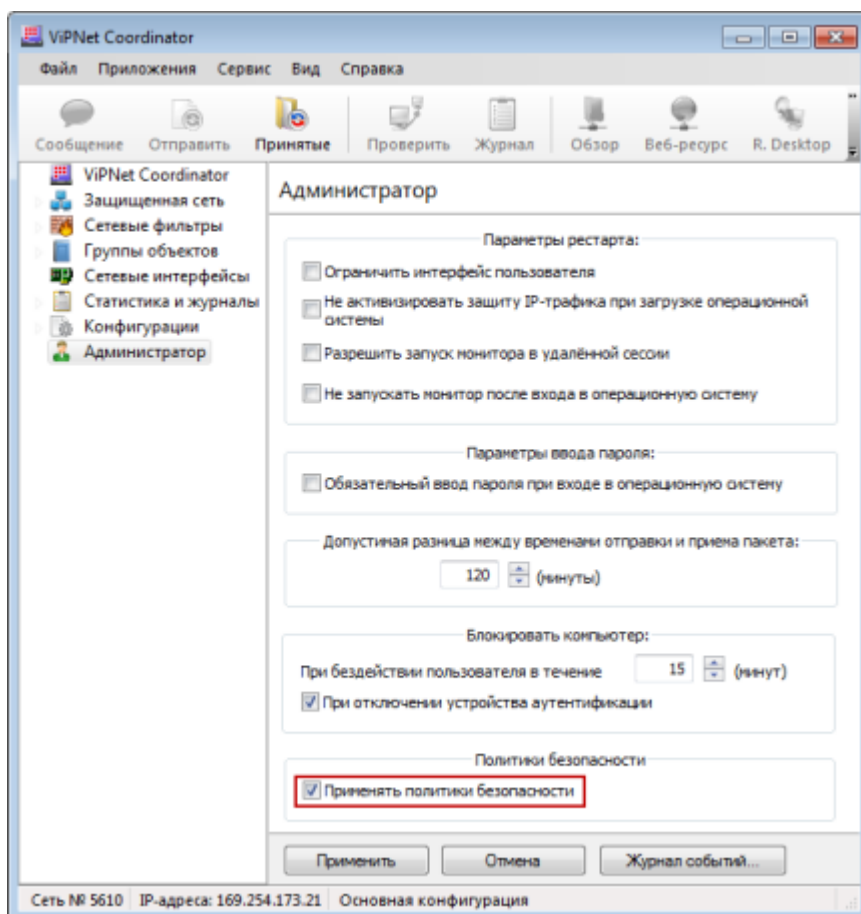 ViPNet Coordinator
Файл Приложения Сервис Вид Справка
Сообщение Отправить Принятые Проверить Журнал Обзор Веб-ресурс R. Desktop
ViPNet Coordinator
Защищенная сеть
Сетевые фильтры
Группы объектов
Сетевые интерфейсы
Статистика и журналы
Конфигурации
Администратор
Администратор
Параметры рестарта:
Ограничить интерфейс пользователя
Не активизировать защиту IP-трафика при загрузке операционной
системы
Разрешить запуск монитора в удалённой сессии
Не запускать монитор после входа в операционную систему
Параметры ввода пароля:
Обязательный ввод пароля при входе в операционную систему
Допустимая разница между временами отправки и приема пакета:
120 (минуты)
Блокировать компьютер:
При бездействии пользователя в течение 15 (минут)
При отключении устройства аутентификации
Политики безопасности
Применять политики безопасности
Применить Отмена Журнал событий...
Сеть № 5610 IP-адреса: 169.254.173.21 Основная конфигурация